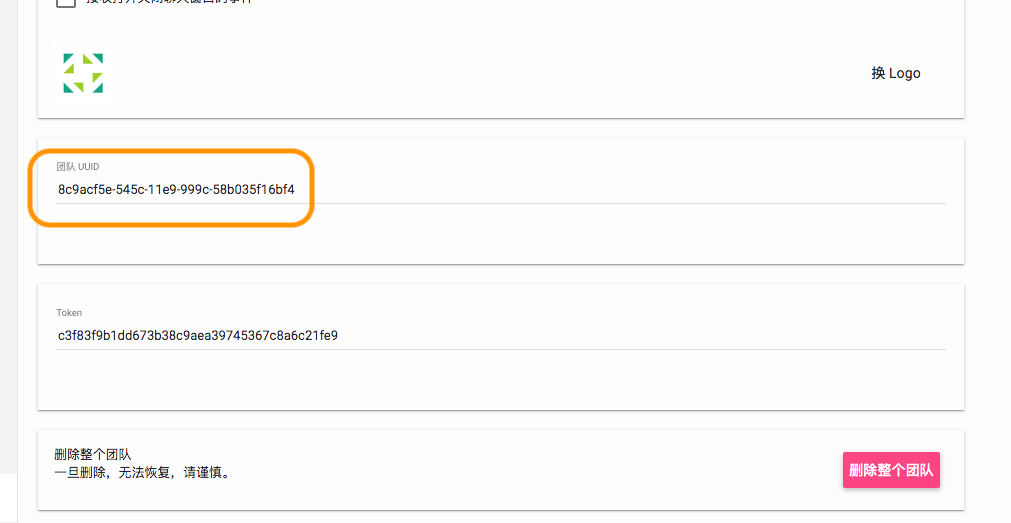 换 Logo
团队 UUID
8c9acf5e-545c-11e9-999c-58b035f16bf4
Token
c3f83f9b1dd673b38c9aea39745367c8a6c21fe9
删除整个团队
一旦删除，无法恢复，请谨慎。
删除整个团队